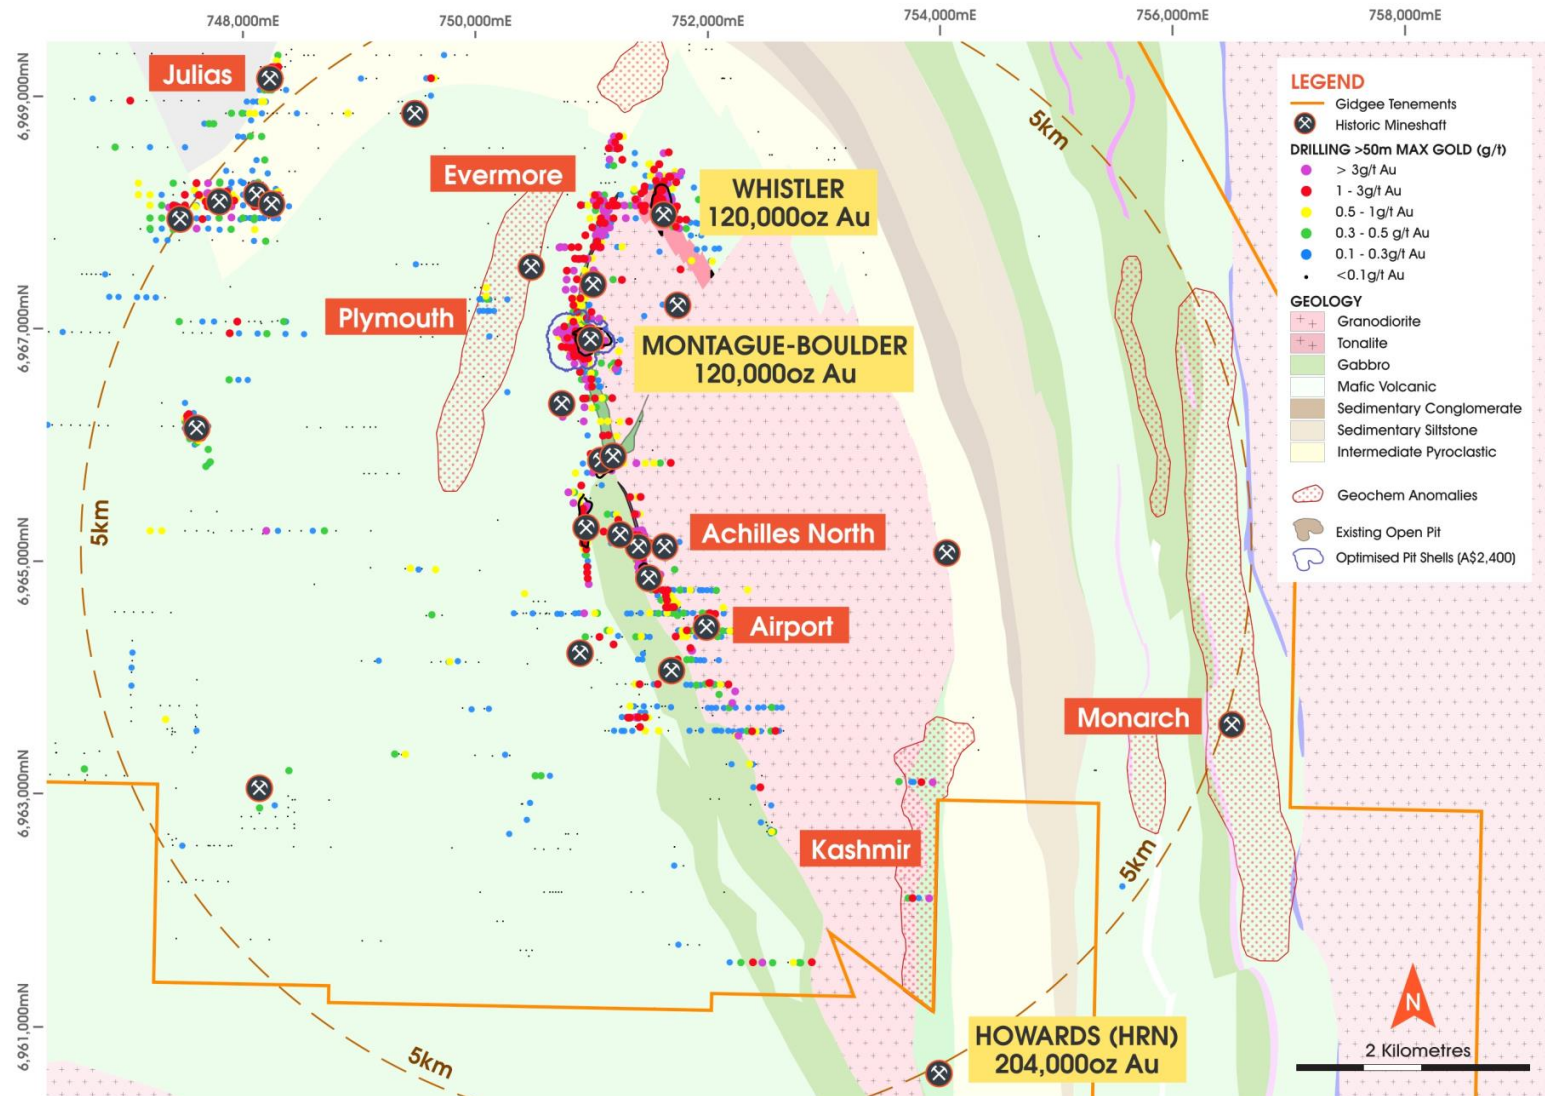 748,000mE
750,000mE
752,000mE
754,000mE
756,000mE
758,000mE
6,969,000mN
6,967,000mN
6,965,000mN
6,963,000mN
6,961,000mN
Julias
Evermore
WHISTLER
120,000oz Au
Plymouth
MONTAGUE-BOULDER
120,000oz Au
Achilles North
Airport
Monarch
Kashmir
HOWARDS (HRN)
204,000oz Au
5km
5km
5km
5km
LEGEND
Gidgee Tenements
Historic Mineshaft
DRILLING >50m MAX GOLD (g/t)
> 3g/t Au
1 - 3g/t Au
0.5 - 1g/t Au
0.3 - 0.5 g/t Au
0.1 - 0.3g/t Au
<0.1g/t Au
GEOLOGY
Granodiorite
Tonalite
Gabbro
Mafic Volcanic
Sedimentary Conglomerate
Sedimentary Siltstone
Intermediate Pyroclastic
Geochem Anomalies
Existing Open Pit
Optimised Pit Shells (A$2,400)
N
2 Kilometres